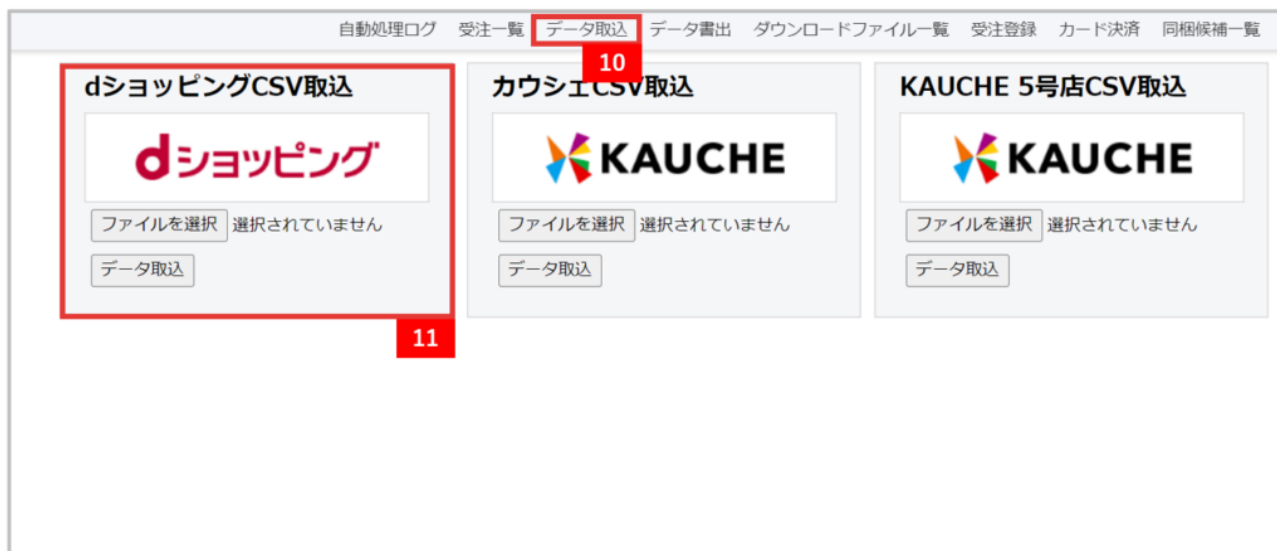 自動処理ログ 受注一覧 データ取込 データ書出 ダウンロードファイル一覧 受注登録 カード決済 同梱候補一覧
10
dショッピングCSV取込 カウシェCSV取込 KAUCHE 5号店CSV取込
dショッピング KAUCHE KAUCHE
ファイルを選択 選択されていません ファイルを選択 選択されていません ファイルを選択 選択されていません
データ取込 データ取込 データ取込
11